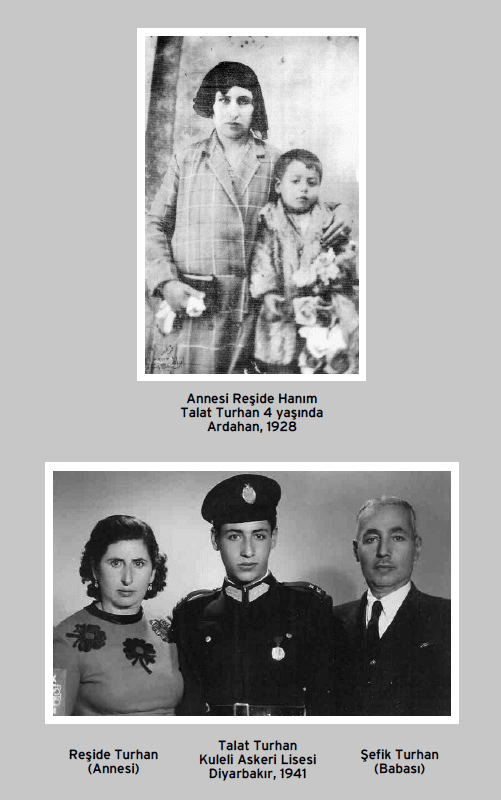 Annesi Reşide Hanım
Talat Turhan 4 yaşında
Ardahan, 1928
Reşide Turhan
(Annesi)
Talat Turhan
Kuleli Askeri Lisesi
Diyarbakır, 1941
Şefik Turhan
(Babası)